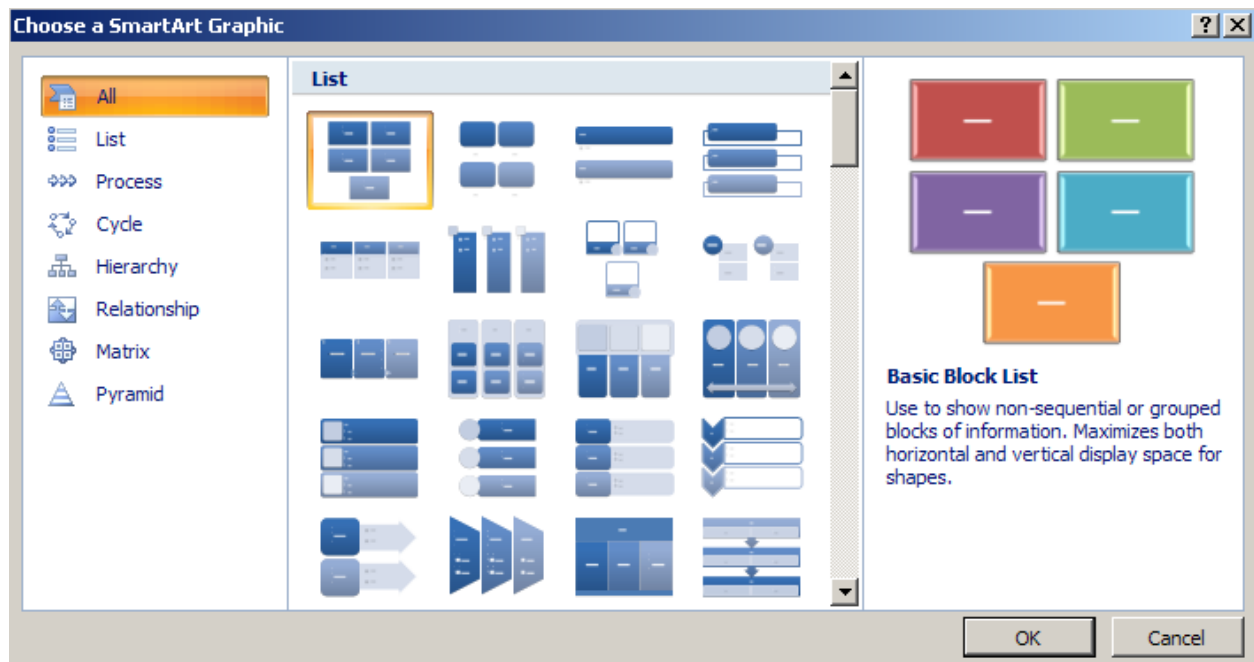 Choose a SmartArt Graphic
All
List
Process
Cycle
Hierarchy
Relationship
Matrix
Pyramid
List
Basic Block List
Use to show non-sequential or grouped
blocks of information. Maximizes both
horizontal and vertical display space for
shapes.
OK
Cancel